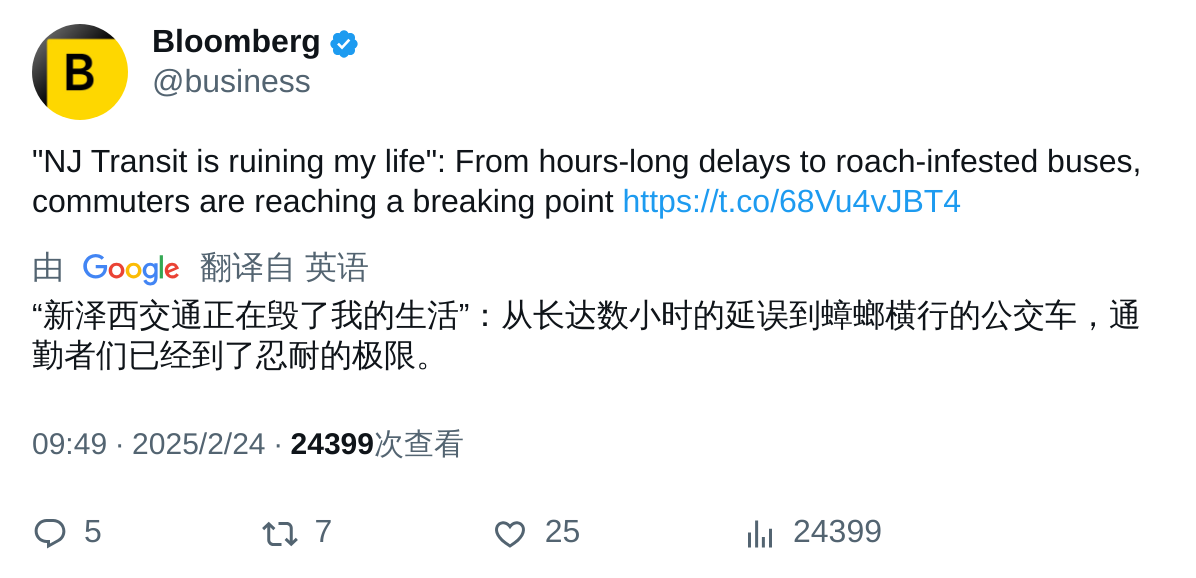 B
Bloomberg
@business
"NJ Transit is ruining my life": From hours-long delays to roach-infested buses,
commuters are reaching a breaking point https://t.co/68Vu4vJBT4
由 Google 翻译自 英语
“新泽西交通正在毁了我的生活”：从长达数小时的延误到蟑螂横行的公交车，通
勤者们已经到了忍耐的极限。
09:49 · 2025/2/24 · 24399次查看
5 7 25 24399